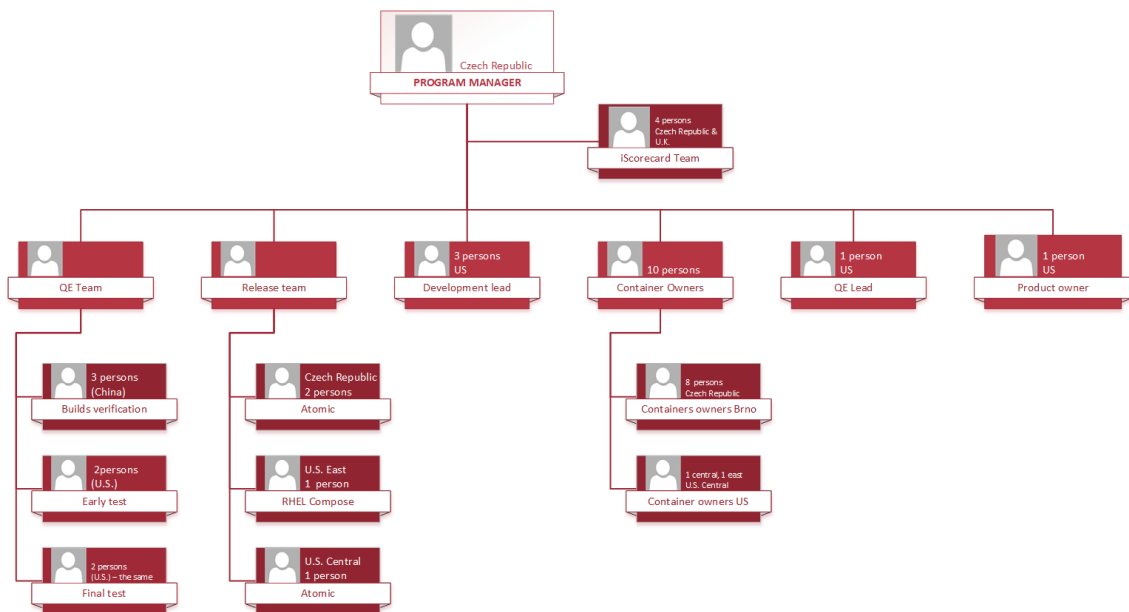 Czech Republic
PROGRAM MANAGER
4 persons
Czech Republic &
U.K.
iScorecard Team
QE Team
Release team
3 persons
US
Development lead
10 persons
Container Owners
1 person
US
QE Lead
1 person
US
Product owner
3 persons
(China)
Builds verification
Czech Republic
2 persons
Atomic
8 persons
Czech Republic
Containers owners Brno
2persons
(U.S.)
Early test
U.S. East
1 person
RHEL Compose
1 central, 1 east
U.S. Central
Container owners US
2 persons
(U.S.) – the same
Final test
U.S. Central
1 person
Atomic